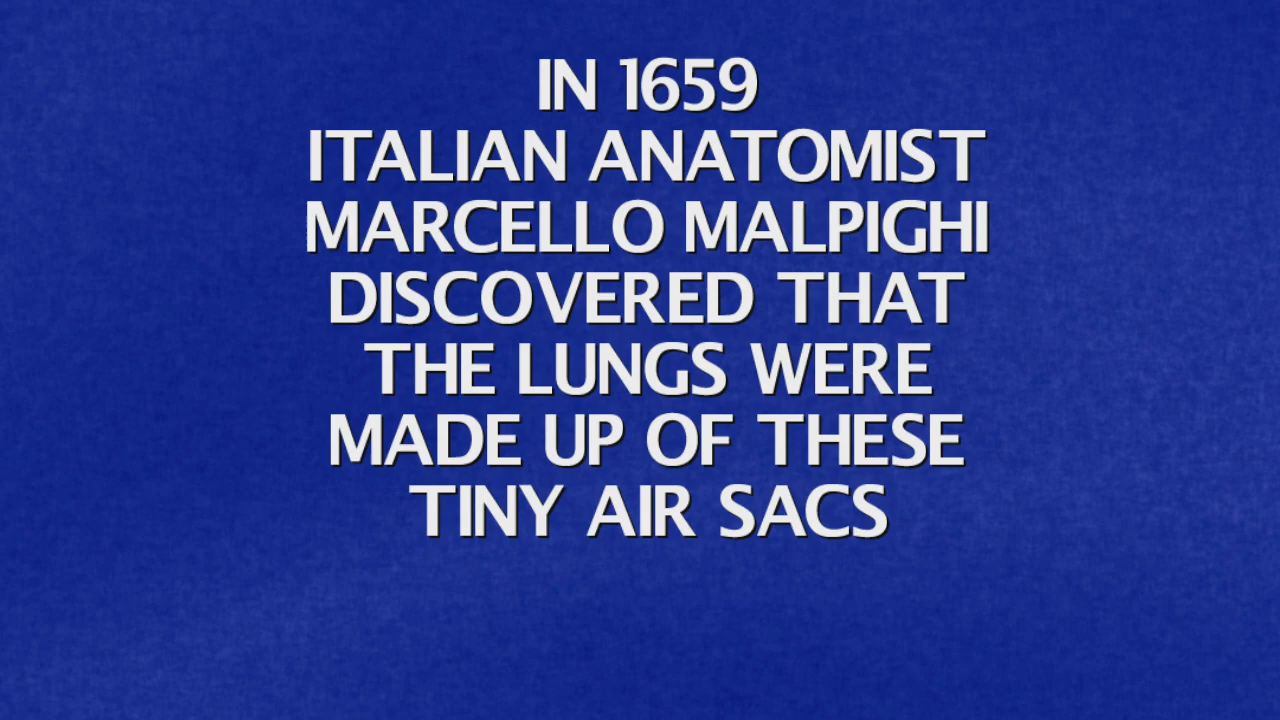 IN 1659
ITALIAN ANATOMIST
MARCELLO MALPIGHI
DISCOVERED THAT
THE LUNGS WERE
MADE UP OF THESE
TINY AIR SACS